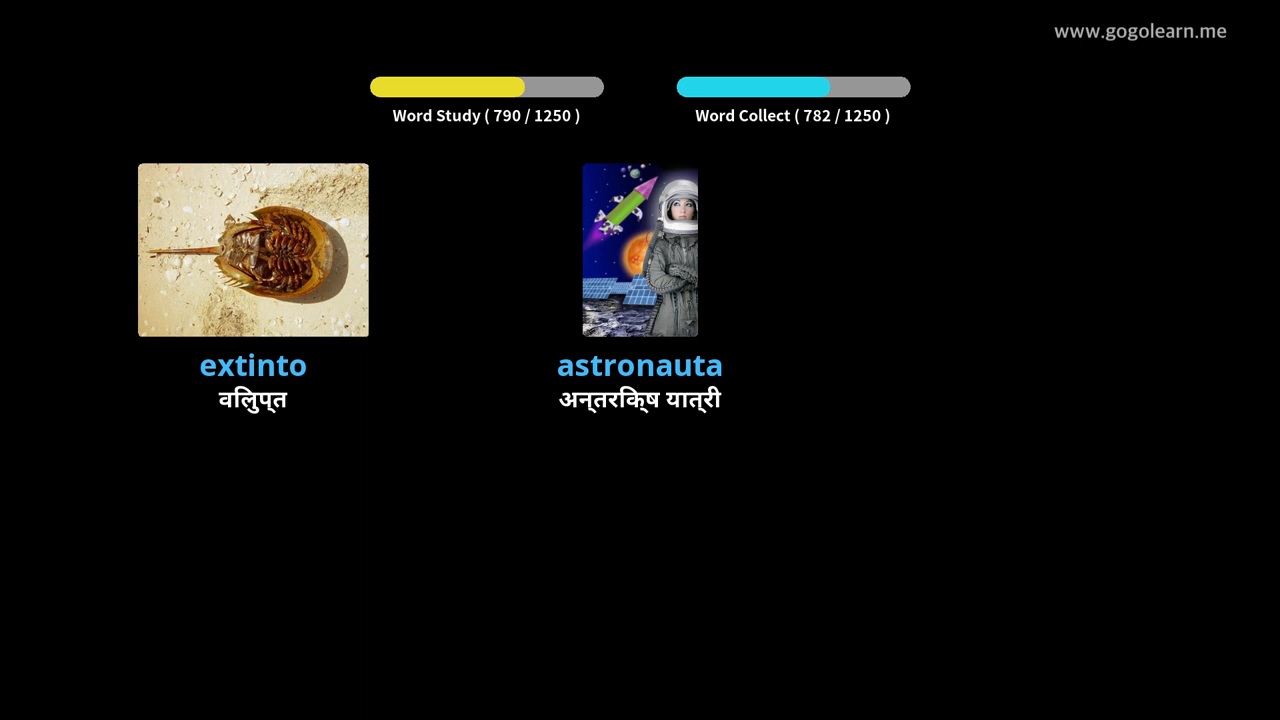 www.gogolearn.me
Word Study ( 790 / 1250 )
Word Collect ( 782 / 1250 )
extinto
विलुप्त
astronauta
अन्तरिक्ष यात्री